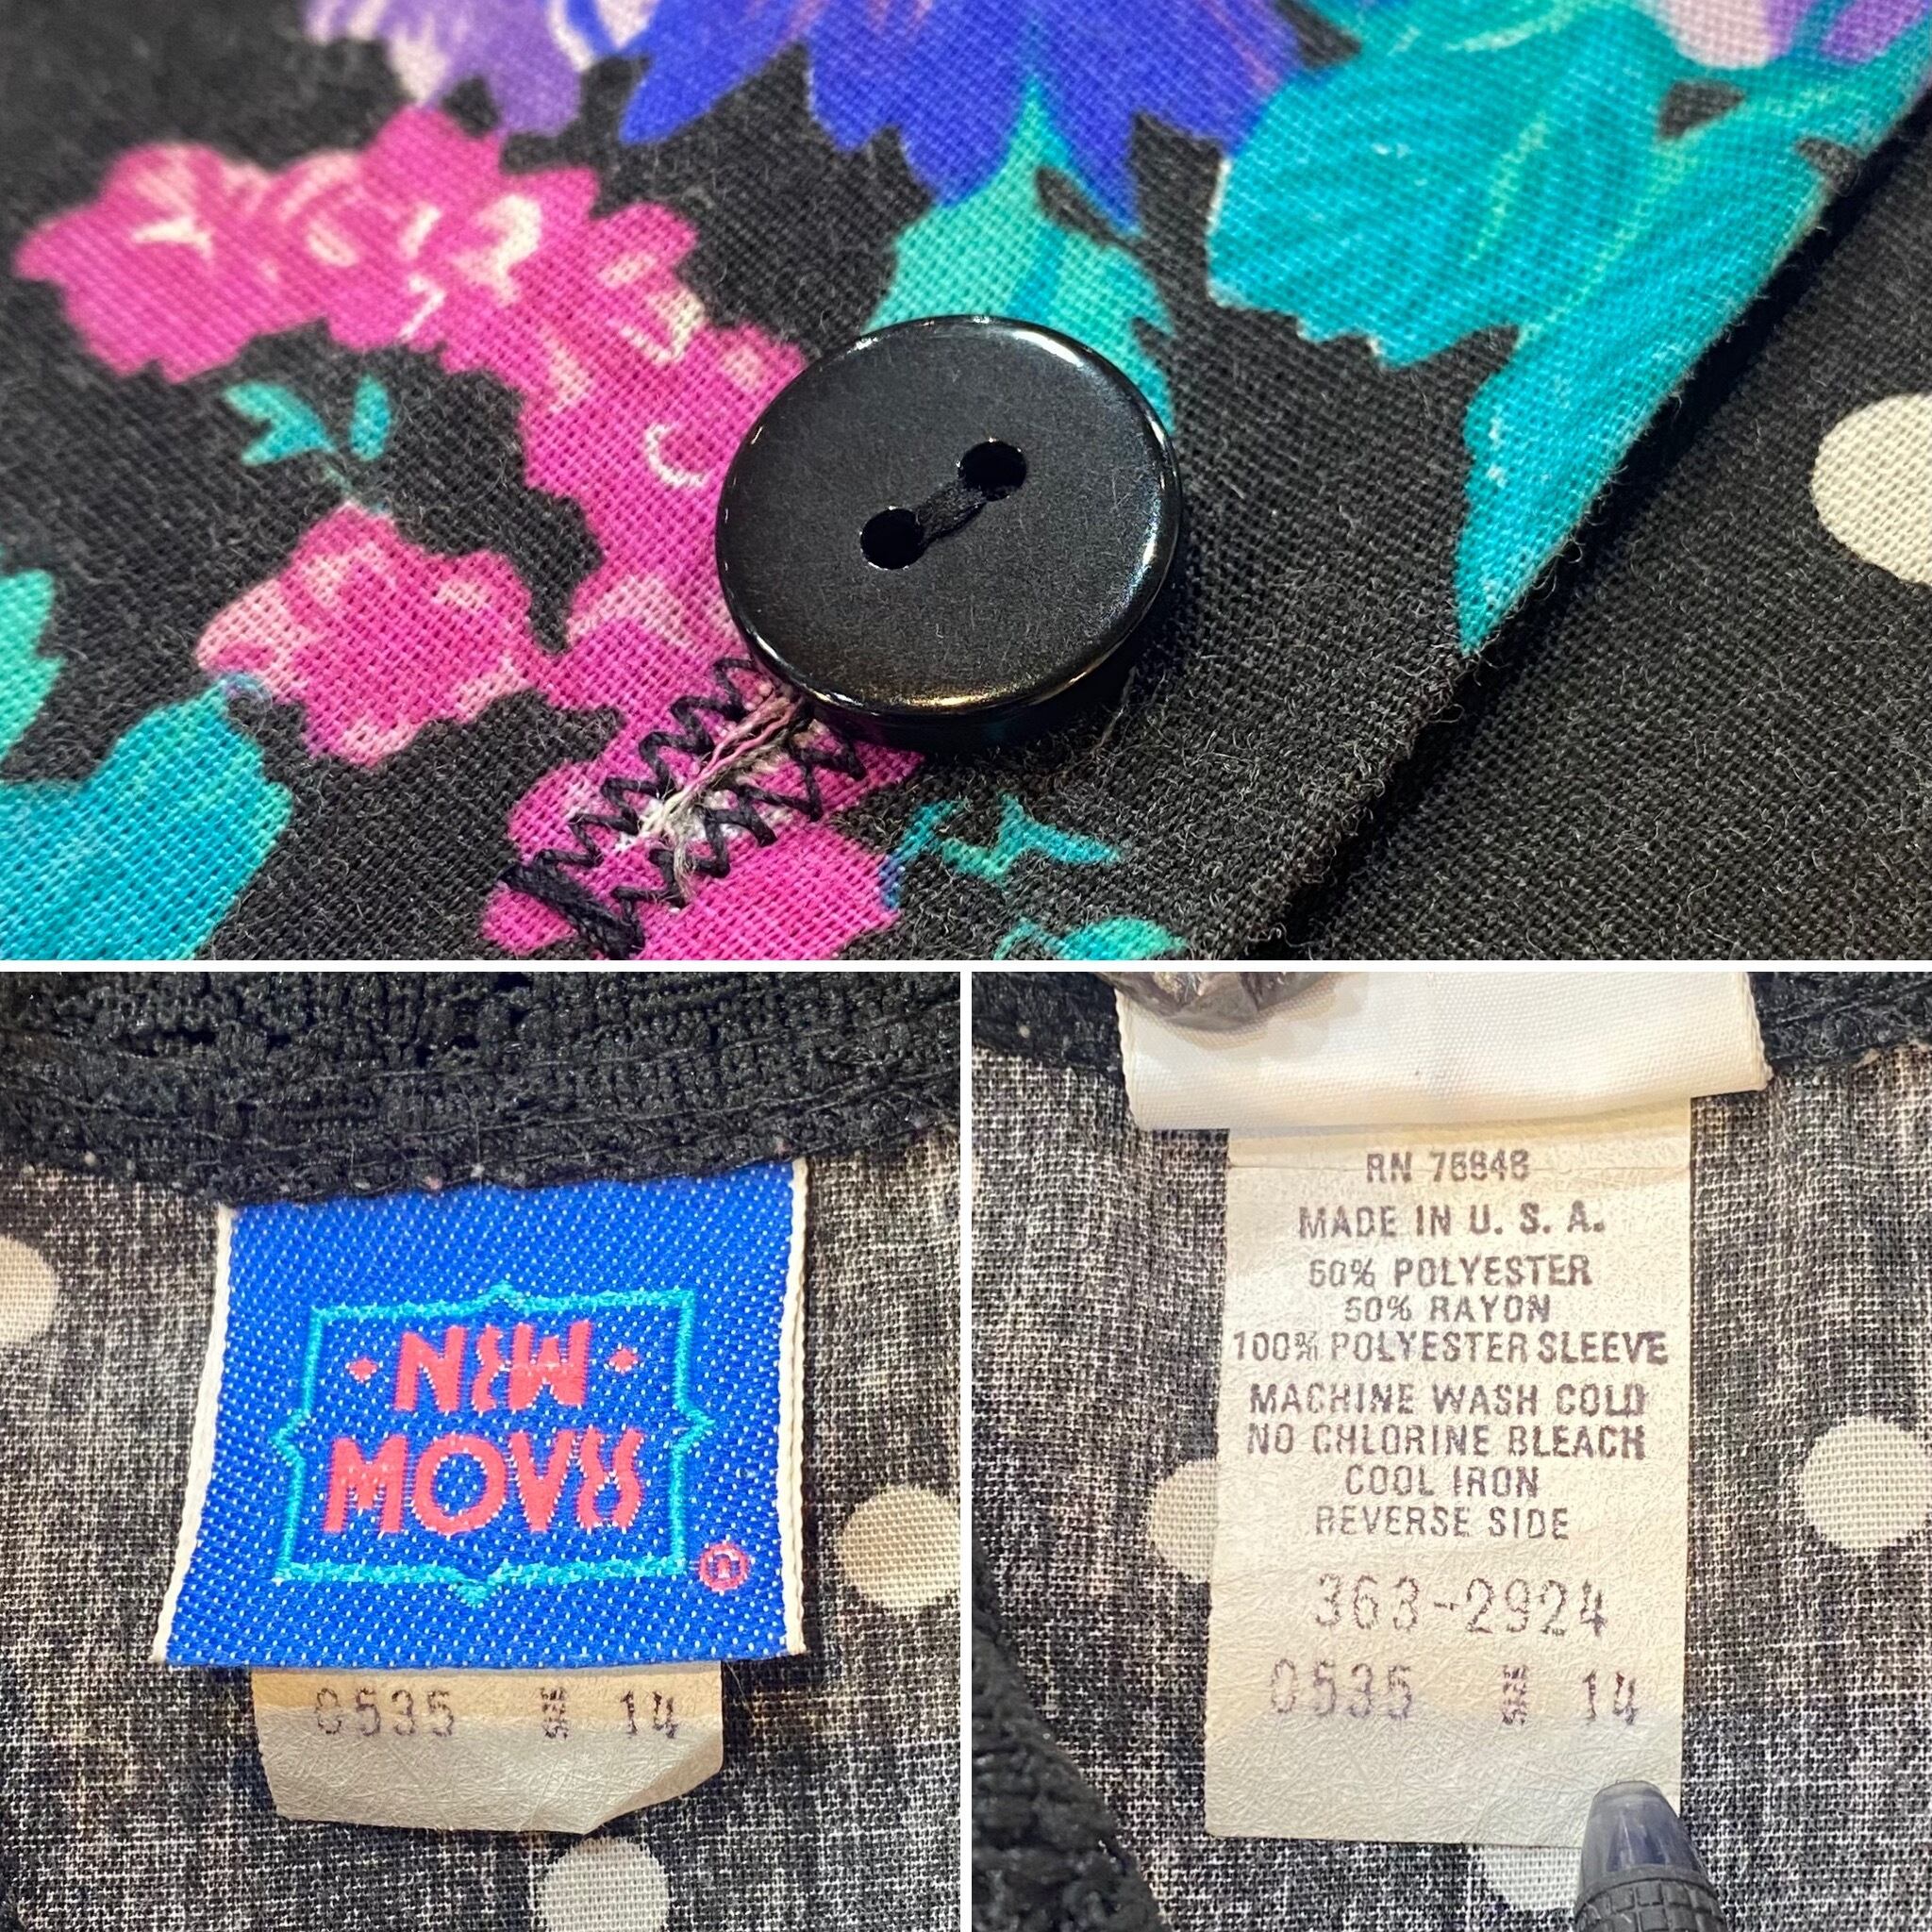 NEW
MOVES
®
0535 M 14
RN 76848
MADE IN U. S. A.
50% POLYESTER
50% RAYON
100% POLYESTER SLEEVE
MACHINE WASH COLD
NO CHLORINE BLEACH
COOL IRON
REVERSE SIDE
363-2924
0535 M 14